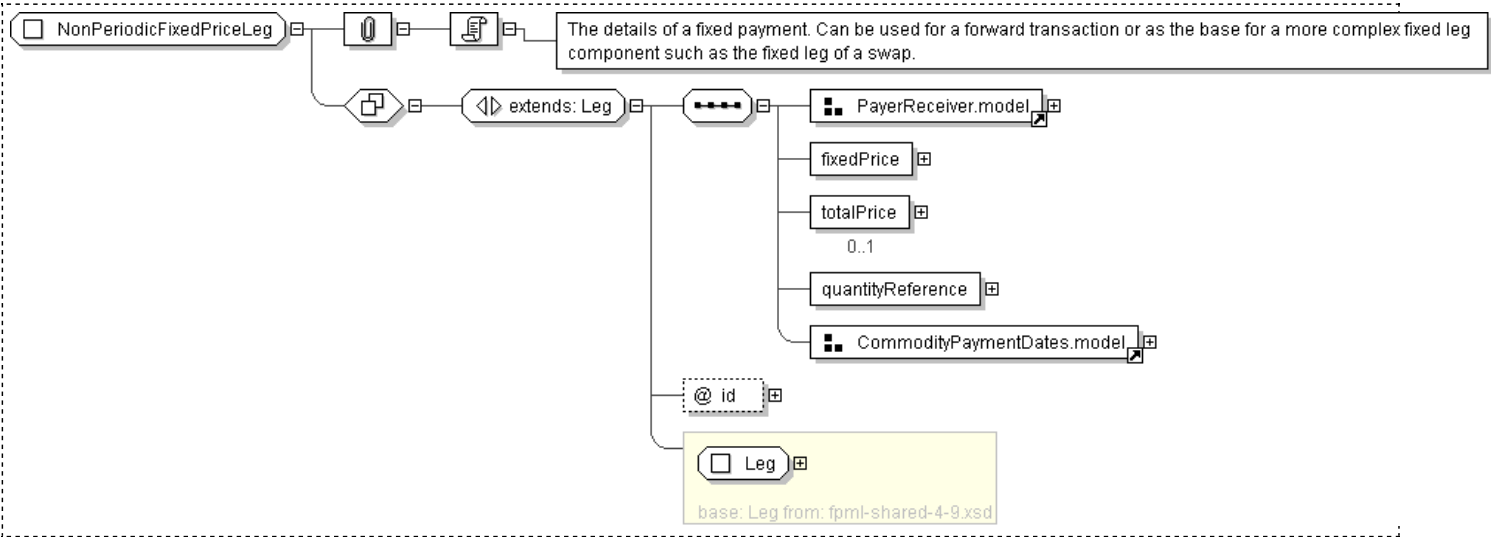 NonPeriodicFixedPriceLeg
The details of a fixed payment. Can be used for a forward transaction or as the base for a more complex fixed leg
component such as the fixed leg of a swap.
extends: Leg
PayerReceiver.model
fixedPrice
totalPrice
0..1
quantityReference
CommodityPaymentDates.model
@ id
Leg
base: Leg from: fpml-shared-4-9.xsd